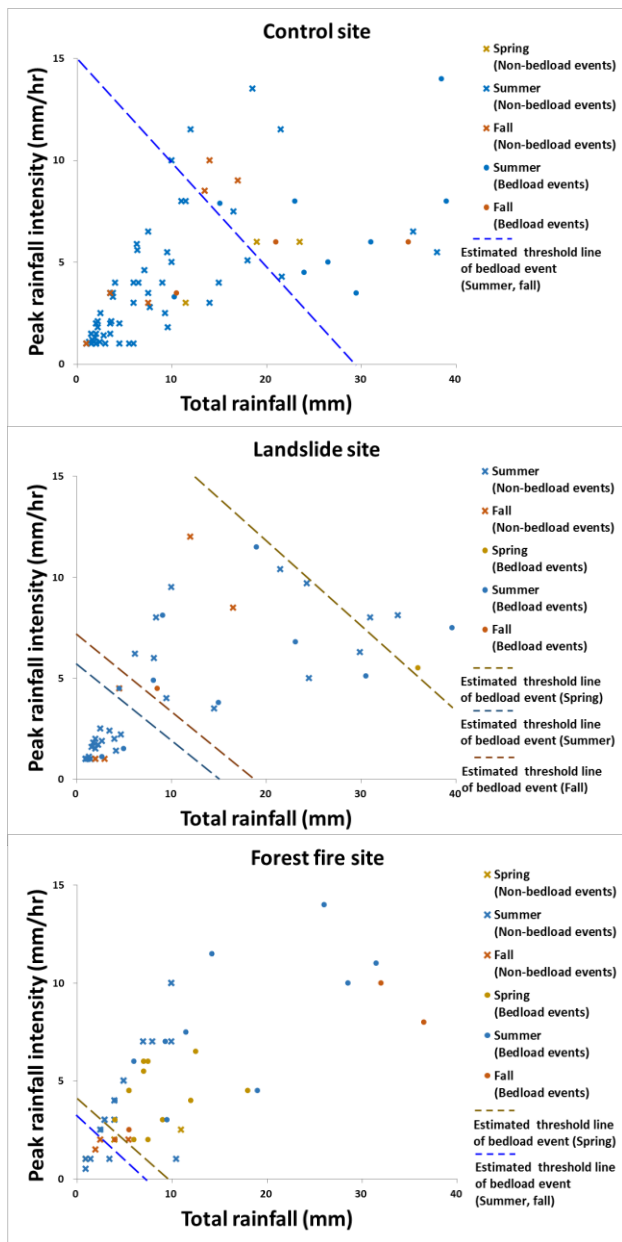 Control site
Peak rainfall intensity (mm/hr)
15
10
5
0
0
10
20
30
40
Total rainfall (mm)
Spring
(Non-bedload events)
Summer
(Non-bedload events)
Fall
(Non-bedload events)
Summer
(Bedload events)
Fall
(Bedload events)
Estimated threshold line
of bedload event
(Summer, fall)
Landslide site
Peak rainfall intensity (mm/hr)
15
10
5
0
0
10
20
30
40
Total rainfall (mm)
Summer
(Non-bedload events)
Fall
(Non-bedload events)
Spring
(Bedload events)
Summer
(Bedload events)
Fall
(Bedload events)
Estimated threshold line
of bedload event (Spring)
Estimated threshold line
of bedload event (Summer)
Estimated threshold line
of bedload event (Fall)
Forest fire site
Peak rainfall intensity (mm/hr)
15
10
5
0
0
10
20
30
40
Total rainfall (mm)
Spring
(Non-bedload events)
Summer
(Non-bedload events)
Fall
(Non-bedload events)
Spring
(Bedload events)
Summer
(Bedload events)
Fall
(Bedload events)
Estimated threshold line
of bedload event (Spring)
Estimated threshold line
of bedload event
(Summer, fall)